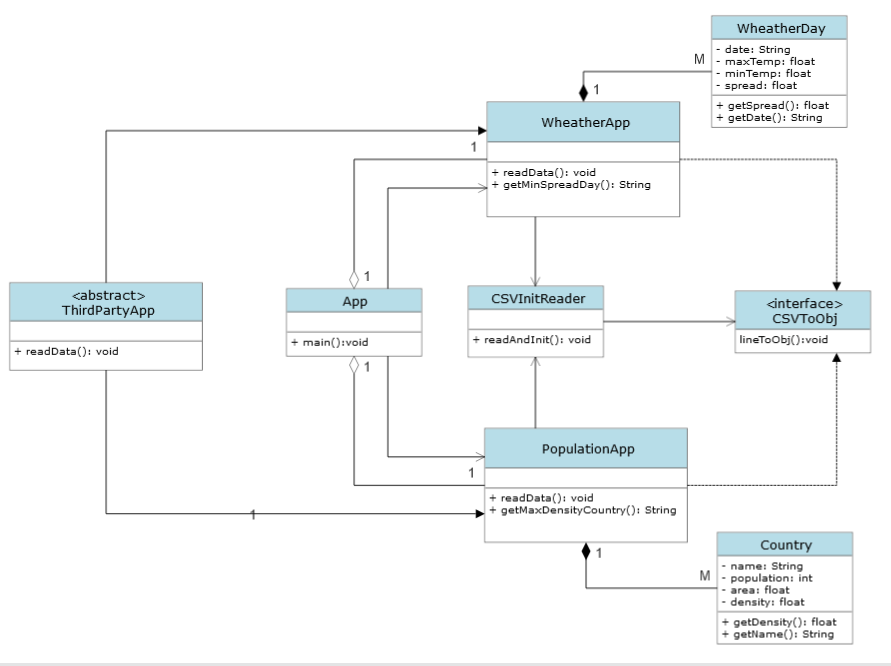 WheatherDay
- date: String
- maxTemp: float
- minTemp: float
- spread: float
+ getSpread(): float
+ getDate(): String
M
1
WheatherApp
1
+ readData(): void
+ getMinSpreadDay(): String
<abstract>
ThirdPartyApp
+ readData(): void
1
App
+ main():void
1
CSVInitReader
+ readAndInit(): void
<interface>
CSVToObj
lineToObj():void
PopulationApp
1
+ readData(): void
+ getMaxDensityCountry(): String
1
1
M
Country
- name: String
- population: int
- area: float
- density: float
+ getDensity(): float
+ getName(): String